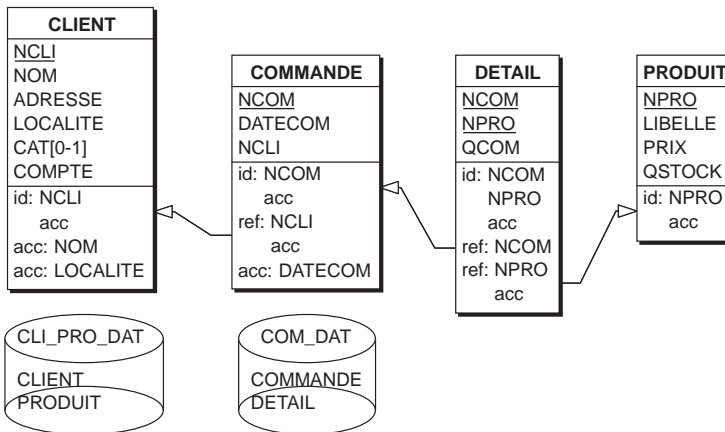 CLIENT
NCLI
NOM
ADRESSE
LOCALITE
CAT[0-1]
COMPTE
id: NCLI
acc
acc: NOM
acc: LOCALITE
COMMANDE
NCOM
DATECOM
NCLI
id: NCOM
acc
ref: NCLI
acc
acc: DATECOM
DETAIL
NCOM
NPRO
QCOM
id: NCOM
NPRO
acc
ref: NCOM
ref: NPRO
acc
PRODUIT
NPRO
LIBELLE
PRIX
QSTOCK
id: NPRO
acc
CLI_PRO_DAT
CLIENT
PRODUIT
COM_DAT
COMMANDE
DETAIL